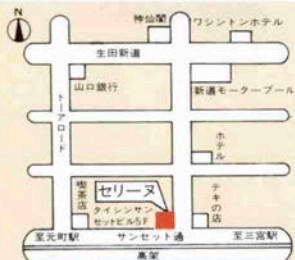 N
神仙閣
ワシントンホテル
生田新道
山口銀行
新道モータープール
トーアロード
ホテル
セリーヌ
喫茶店
タイシンサン
セットビル5F
テキの店
至元町駅
サンセット通
至三宮駅
高架